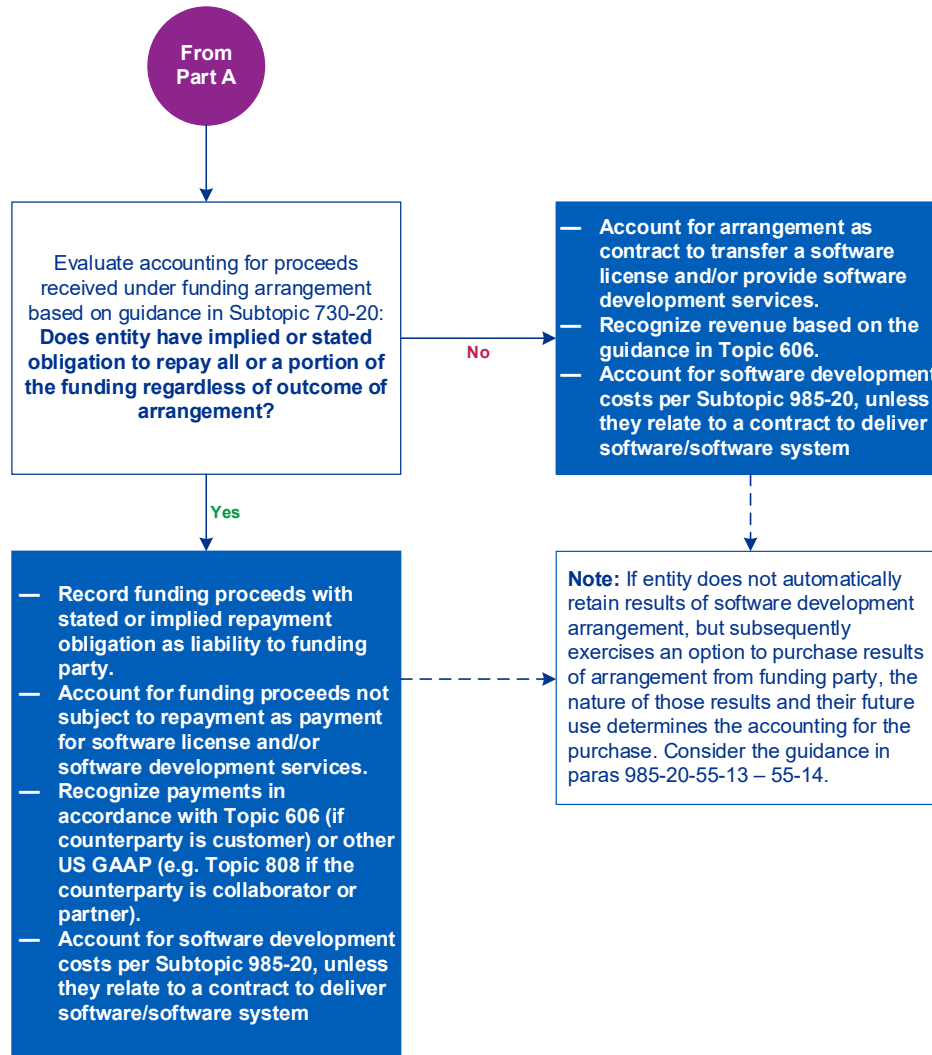 From
Part A
Evaluate accounting for proceeds
received under funding arrangement
based on guidance in Subtopic 730-20:
Does entity have implied or stated
obligation to repay all or a portion of
the funding regardless of outcome of
arrangement?
No
— Account for arrangement as
contract to transfer a software
license and/or provide software
development services.
— Recognize revenue based on the
guidance in Topic 606.
— Account for software development
costs per Subtopic 985-20, unless
they relate to a contract to deliver
software/software system
Yes
— Record funding proceeds with
stated or implied repayment
obligation as liability to funding
party.
— Account for funding proceeds not
subject to repayment as payment
for software license and/or
software development services.
— Recognize payments in
accordance with Topic 606 (if
counterparty is customer) or other
US GAAP (e.g. Topic 808 if the
counterparty is collaborator or
partner).
— Account for software development
costs per Subtopic 985-20, unless
they relate to a contract to deliver
software/software system
Note: If entity does not automatically
retain results of software development
arrangement, but subsequently
exercises an option to purchase results
of arrangement from funding party, the
nature of those results and their future
use determines the accounting for the
purchase. Consider the guidance in
paras 985-20-55-13 – 55-14.